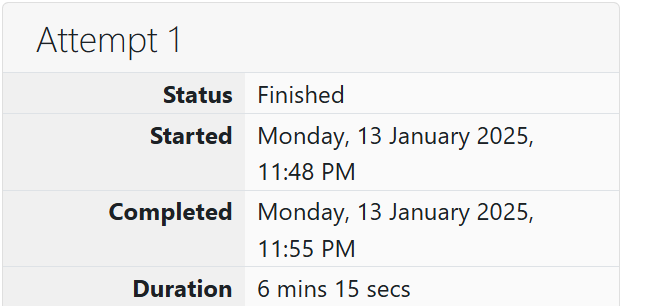 Attempt 1
Status Finished
Started Monday, 13 January 2025,
11:48 PM
Completed Monday, 13 January 2025,
11:55 PM
Duration 6 mins 15 secs